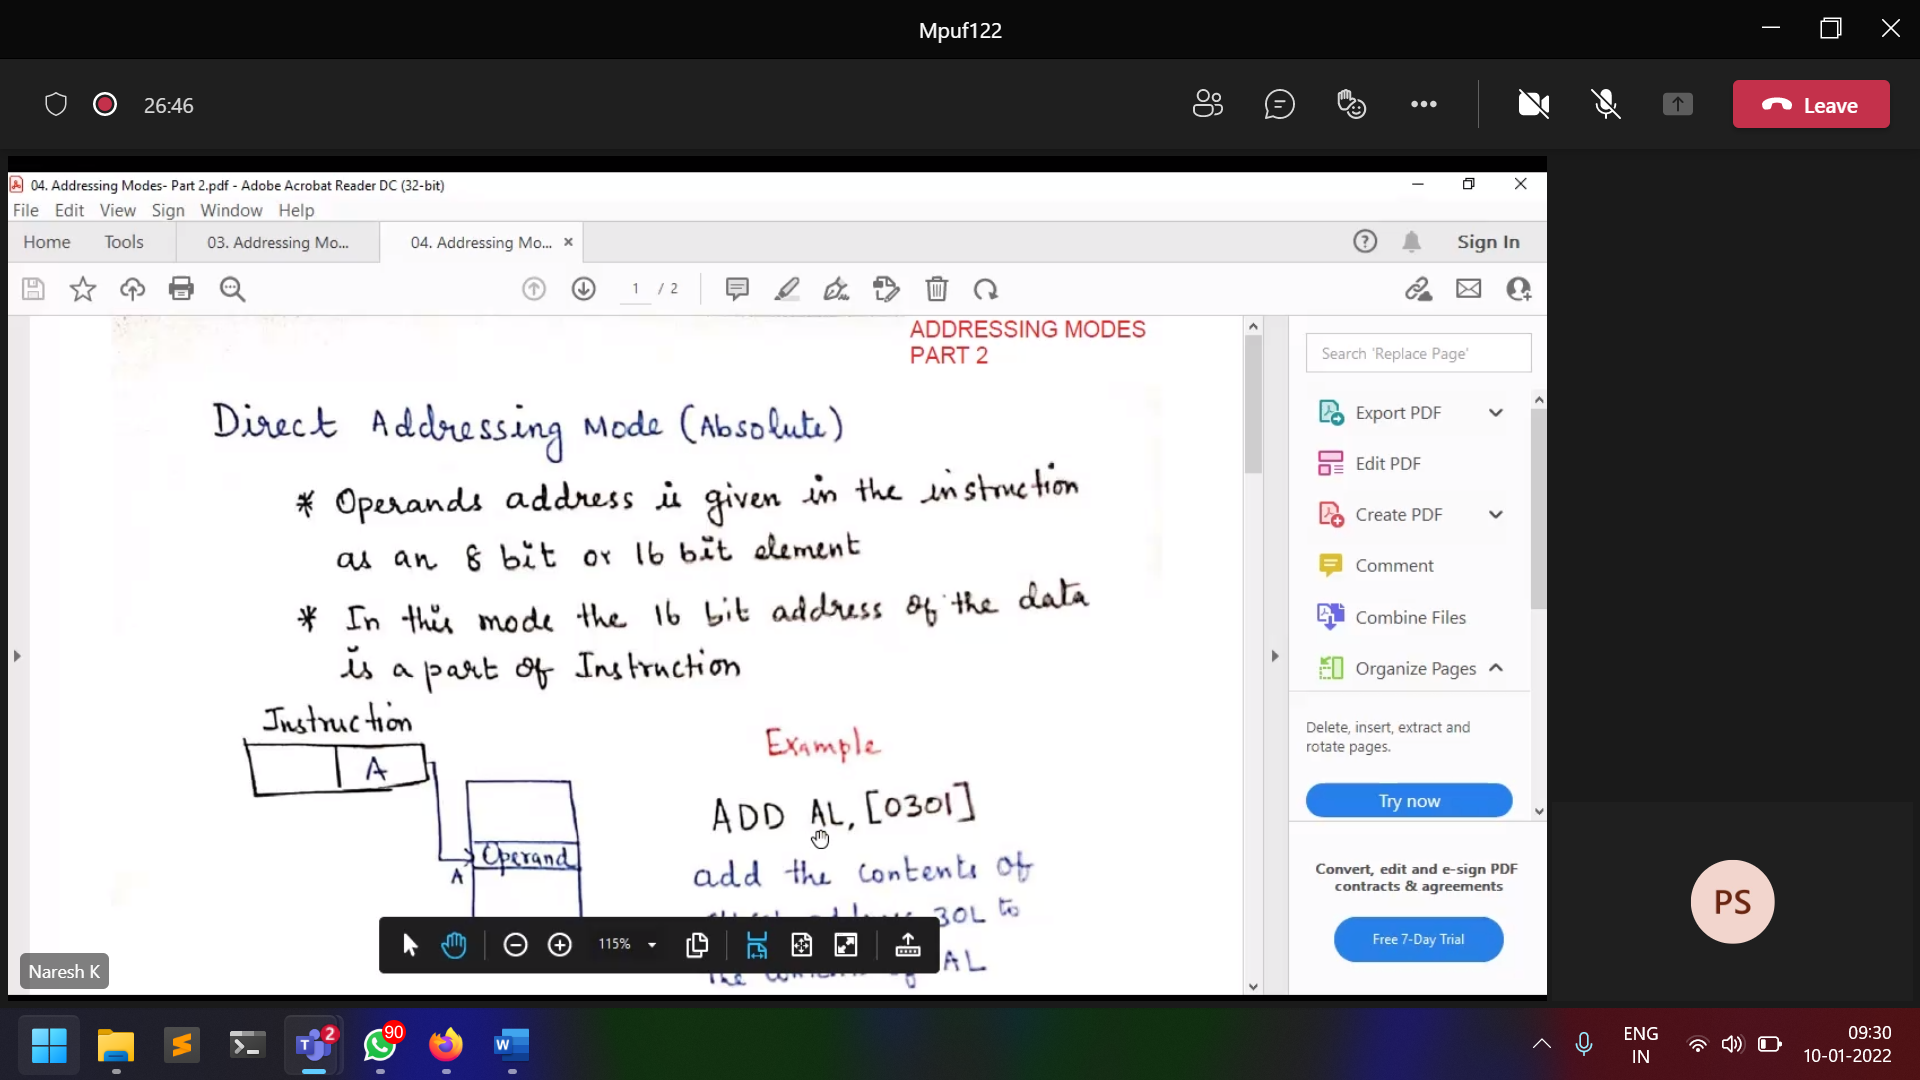 Mpuf122
26:46
Leave
04. Addressing Modes- Part 2.pdf - Adobe Acrobat Reader DC (32-bit)
File Edit View Sign Window Help
Home Tools 03. Addressing Mo... 04. Addressing Mo... Sign In
1 / 2
ADDRESSING MODES
PART 2
Search 'Replace Page'
Export PDF
Edit PDF
Create PDF
Comment
Combine Files
Organize Pages
Delete, insert, extract and
rotate pages.
Try now
Convert, edit and e-sign PDF
contracts & agreements
Free 7-Day Trial
Direct Addressing Mode (Absolute)
* Operands address is given in the instruction
as an 8 bit or 16 bit element
* In this mode the 16 bit address of the data
is a part of Instruction
Instruction
A
Operand
A
Example
ADD AL, [0301]
add the contents of
301 to
AL
115%
Naresh K
PS
2
90
ENG
IN
09:30
10-01-2022